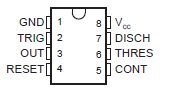 GND 1 8 Vcc
TRIG 2 7 DISCH
OUT 3 6 THRES
RESET 4 5 CONT